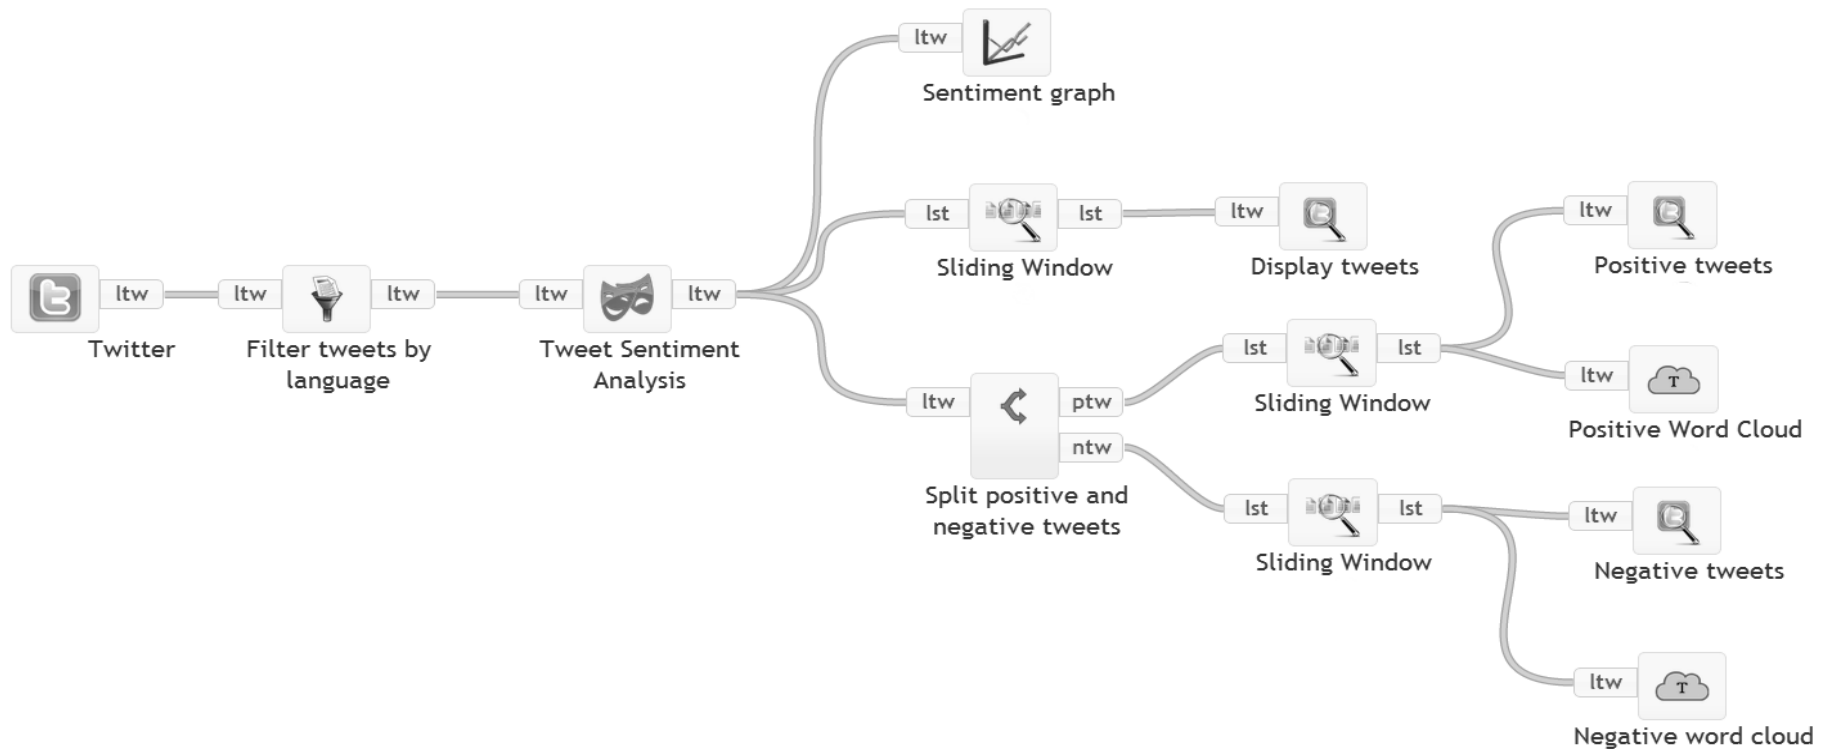 ltw
Sentiment graph
lst
lst
ltw
Sliding Window
Display tweets
ltw
Positive tweets
ltw
ltw
ltw
ltw
ltw
Twitter
Filter tweets by
language
Tweet Sentiment
Analysis
lst
lst
Sliding Window
ltw
T
Positive Word Cloud
ltw
ptw
ntw
Split positive and
negative tweets
lst
lst
Sliding Window
ltw
Negative tweets
ltw
T
Negative word cloud